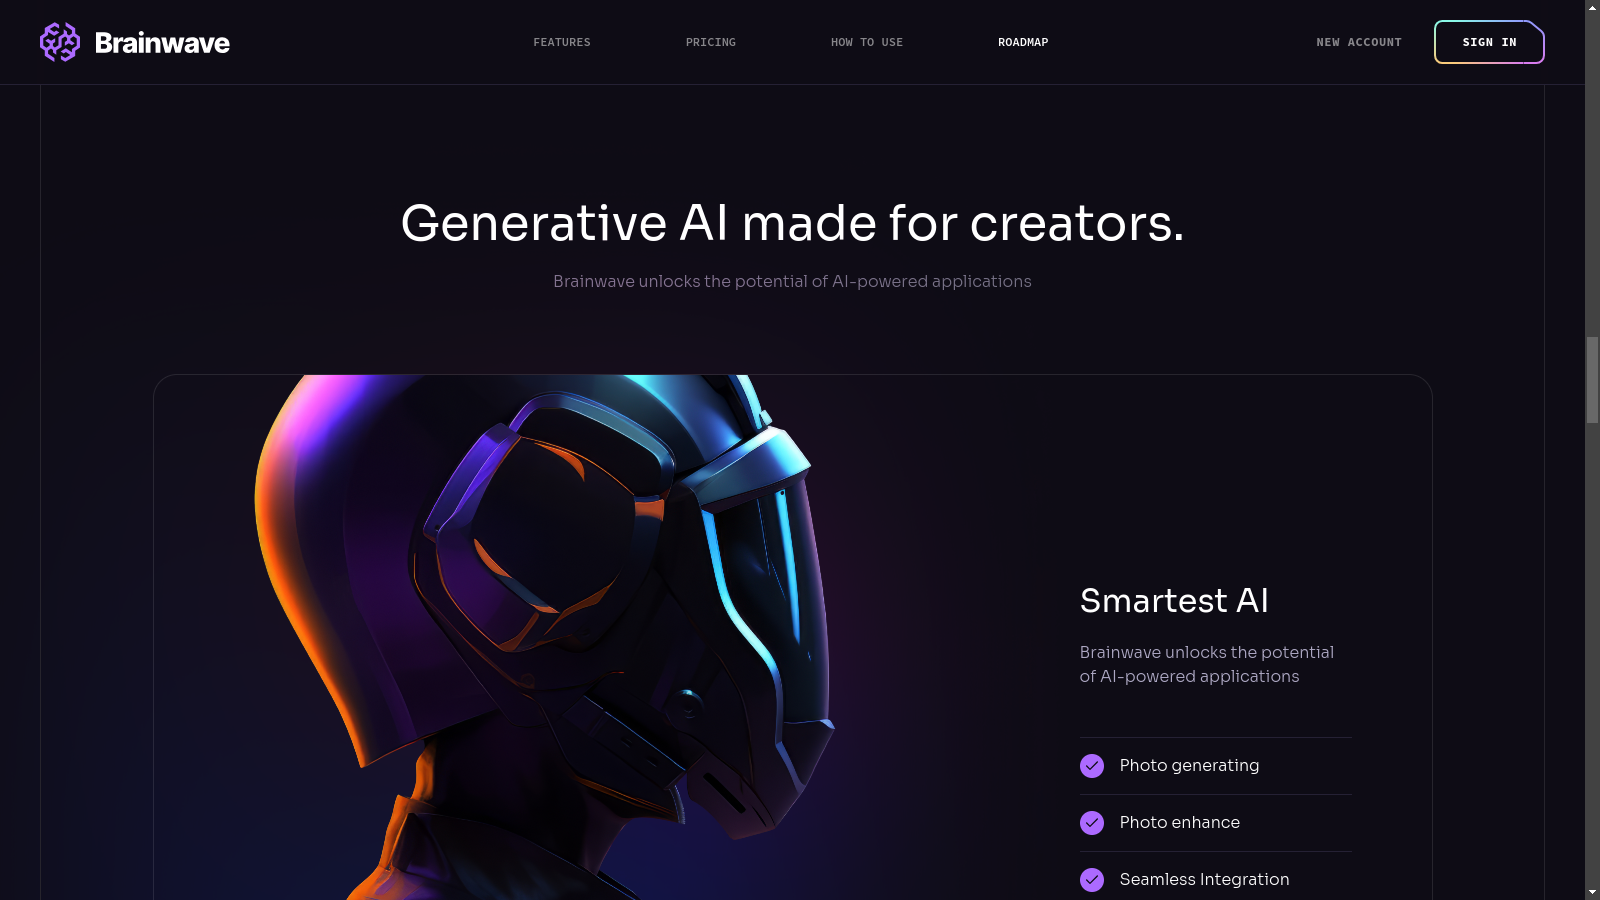 Brainwave
FEATURES
PRICING
HOW TO USE
ROADMAP
NEW ACCOUNT
SIGN IN
Generative AI made for creators.
Brainwave unlocks the potential of AI-powered applications
Smartest AI
Brainwave unlocks the potential
of AI-powered applications
Photo generating
Photo enhance
Seamless Integration